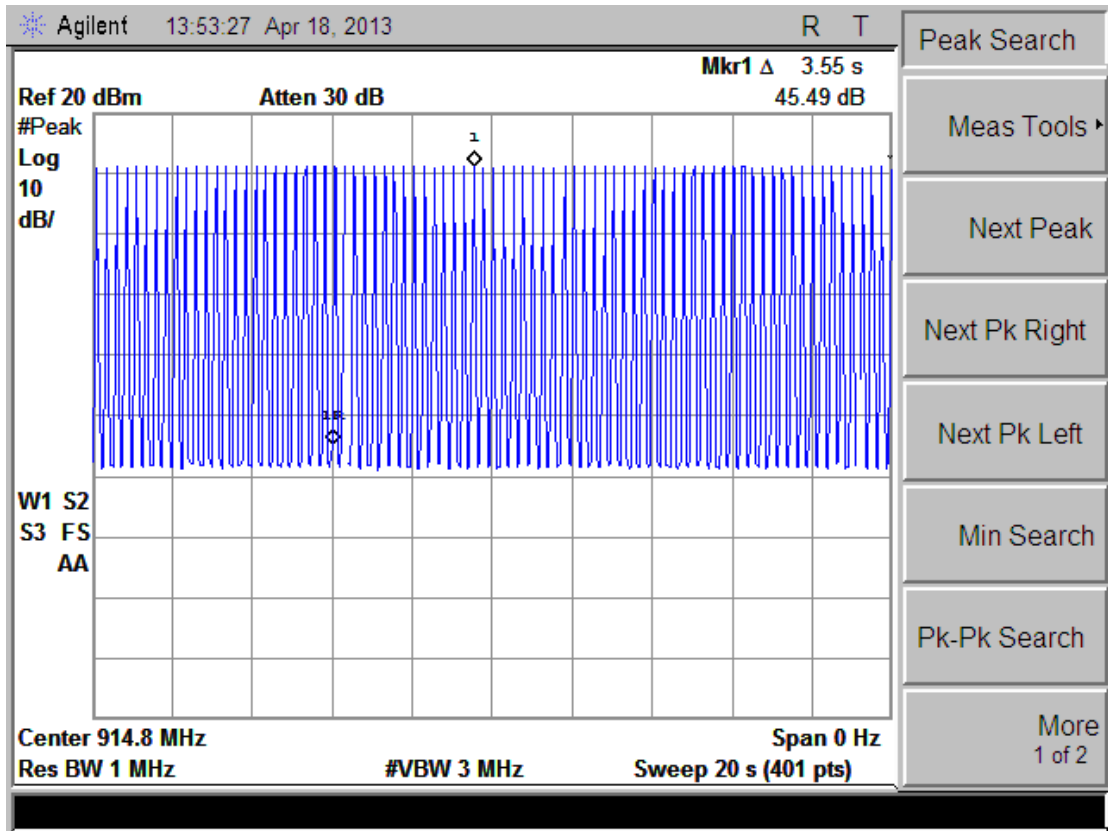 Agilent 13:53:27 Apr 18, 2013 R T
Peak Search
Mkr1 Δ 3.55 s
Ref 20 dBm Atten 30 dB 45.49 dB
#Peak
Log
10
dB/
1
1R
W1 S2
S3 FS
AA
Center 914.8 MHz Span 0 Hz
Res BW 1 MHz #VBW 3 MHz Sweep 20 s (401 pts)
Meas Tools
Next Peak
Next Pk Right
Next Pk Left
Min Search
Pk-Pk Search
More
1 of 2